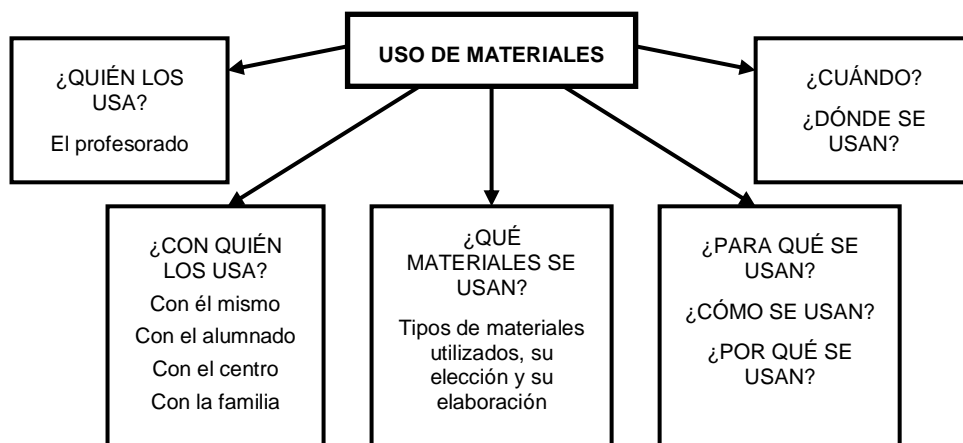 USO DE MATERIALES
¿QUIÉN LOS
USA?
El profesorado
¿CUÁNDO?
¿DÓNDE SE
USAN?
¿CON QUIÉN
LOS USA?
Con él mismo
Con el alumnado
Con el centro
Con la familia
¿QUÉ
MATERIALES SE
USAN?
Tipos de materiales
utilizados, su
elección y su
elaboración
¿PARA QUÉ SE
USAN?
¿CÓMO SE USAN?
¿POR QUÉ SE
USAN?